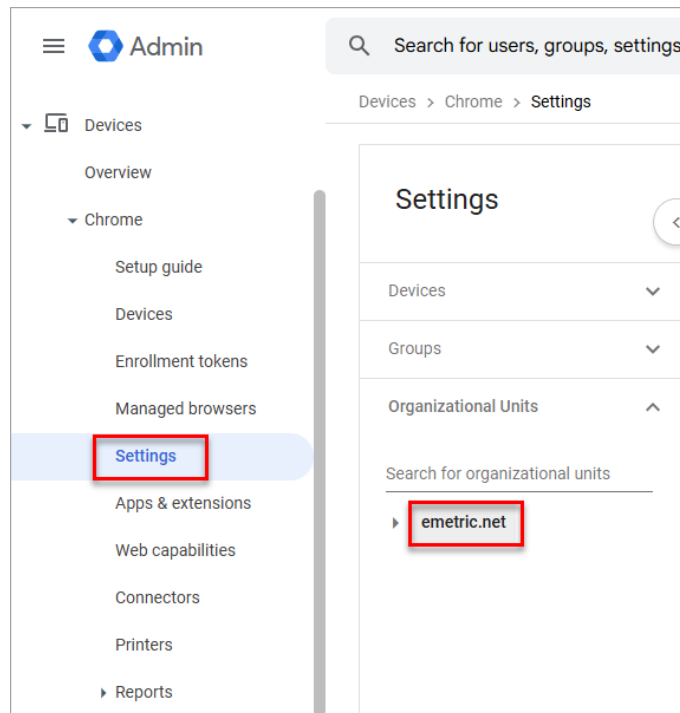 Admin
Search for users, groups, settings
Devices > Chrome > Settings
Devices
Overview
Chrome
Setup guide
Devices
Enrollment tokens
Managed browsers
Settings
Apps & extensions
Web capabilities
Connectors
Printers
Reports
Settings
Devices
Groups
Organizational Units
Search for organizational units
emetric.net